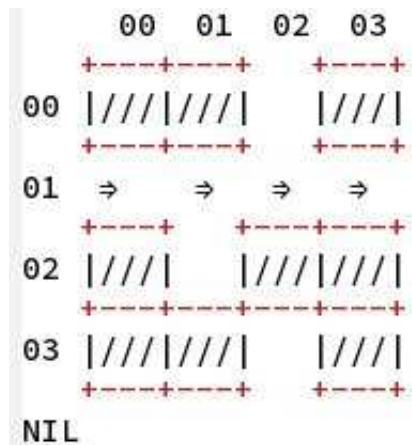 00  01  02  03
    +---+---+   +---+
00  |///|///|   |///|
    +---+---+   +---+
01   ⇒   ⇒   ⇒   ⇒
    +---+   +---+---+
02  |///|   |///|///|
    +---+---+---+---+
03  |///|///|   |///|
    +---+---+   +---+
NIL